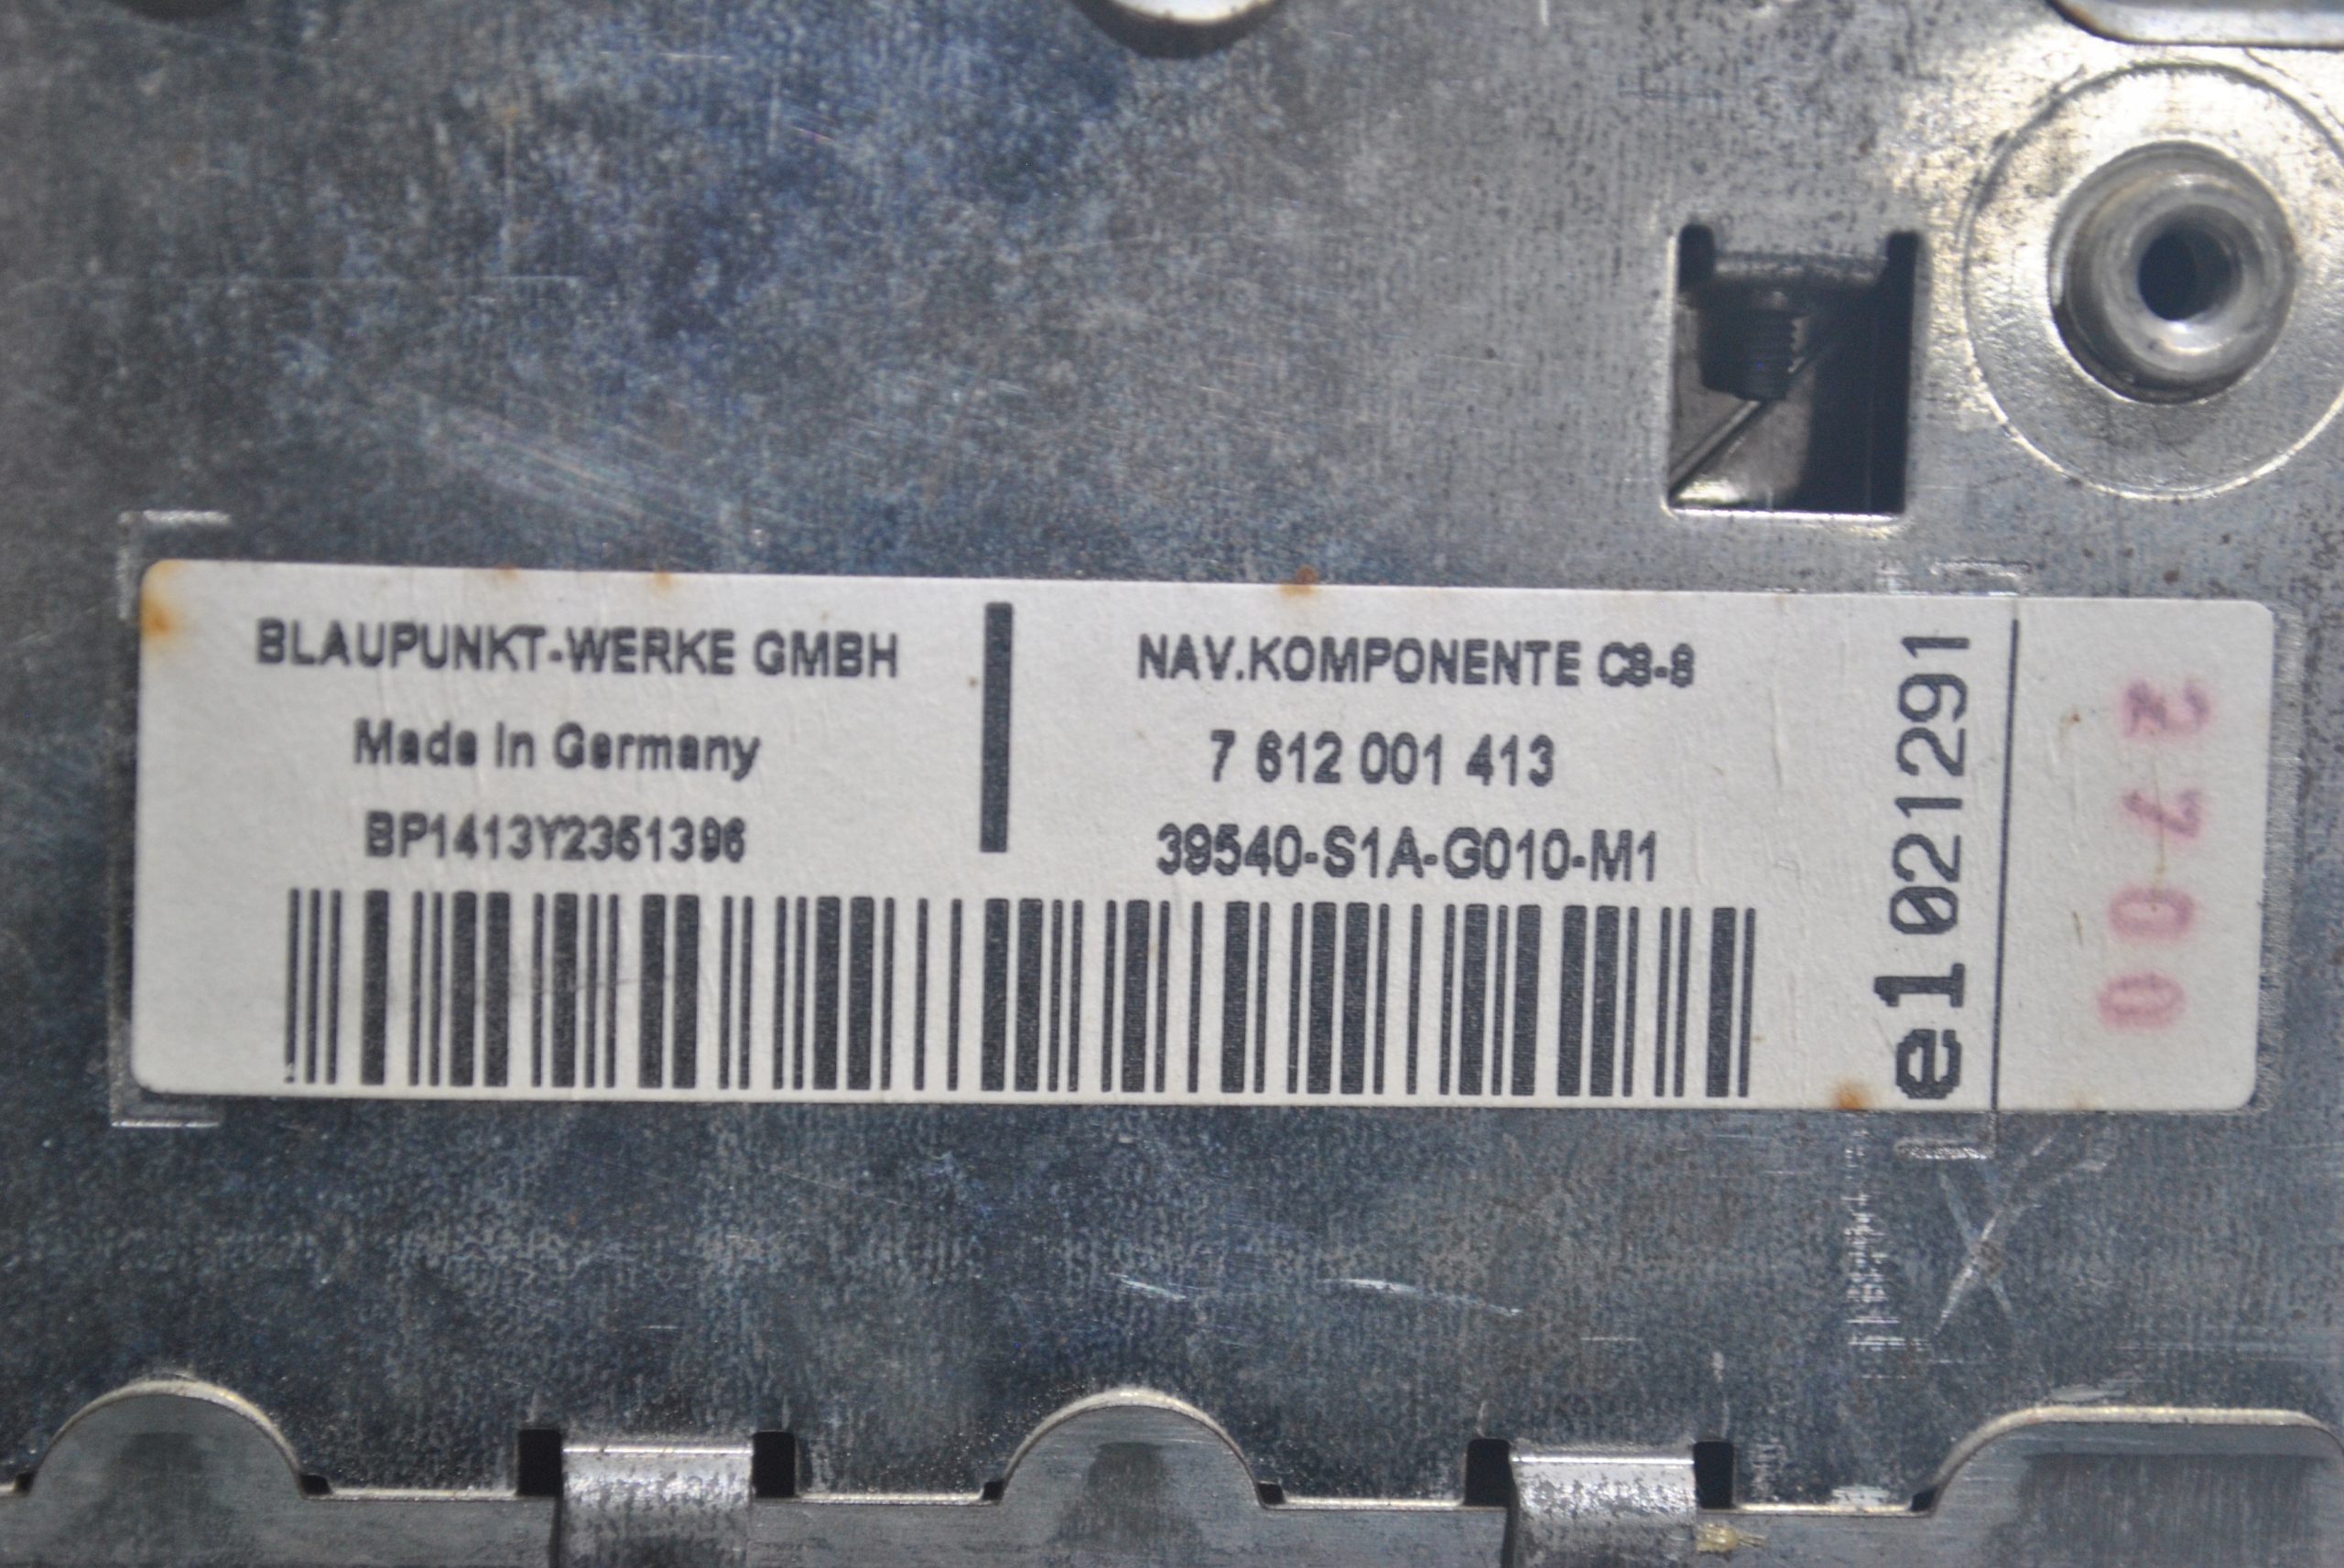 BLAUPUNKT-WERKE GMBH
Made in Germany
BP1413Y2351396
NAV.KOMPONENTE C8-8
7 612 001 413
39540-S1A-G010-M1
e1 021291